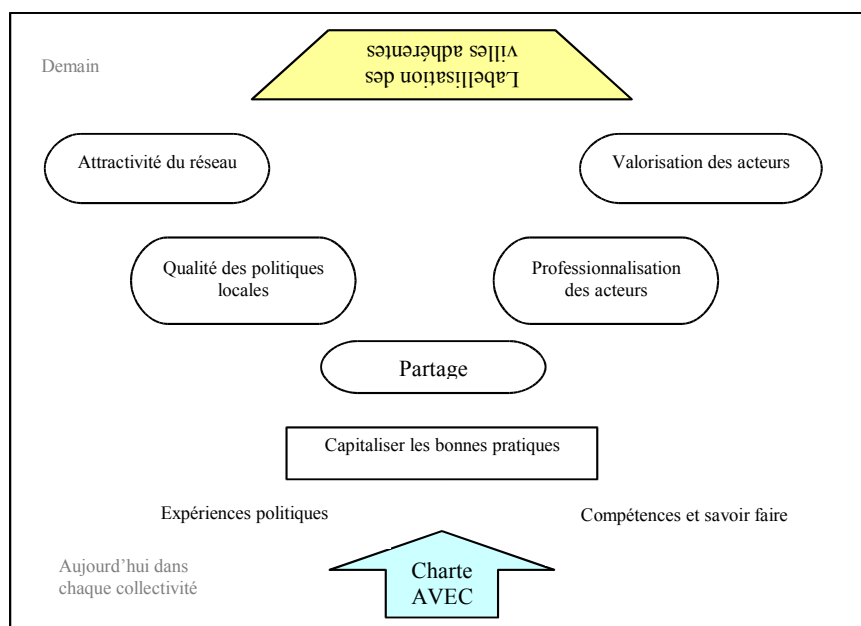 Demain
Labellisation des
villes adhérentes
Attractivité du réseau
Valorisation des acteurs
Qualité des politiques
locales
Professionnalisation
des acteurs
Partage
Capitaliser les bonnes pratiques
Expériences politiques
Compétences et savoir faire
Aujourd’hui dans
chaque collectivité
Charte
AVEC